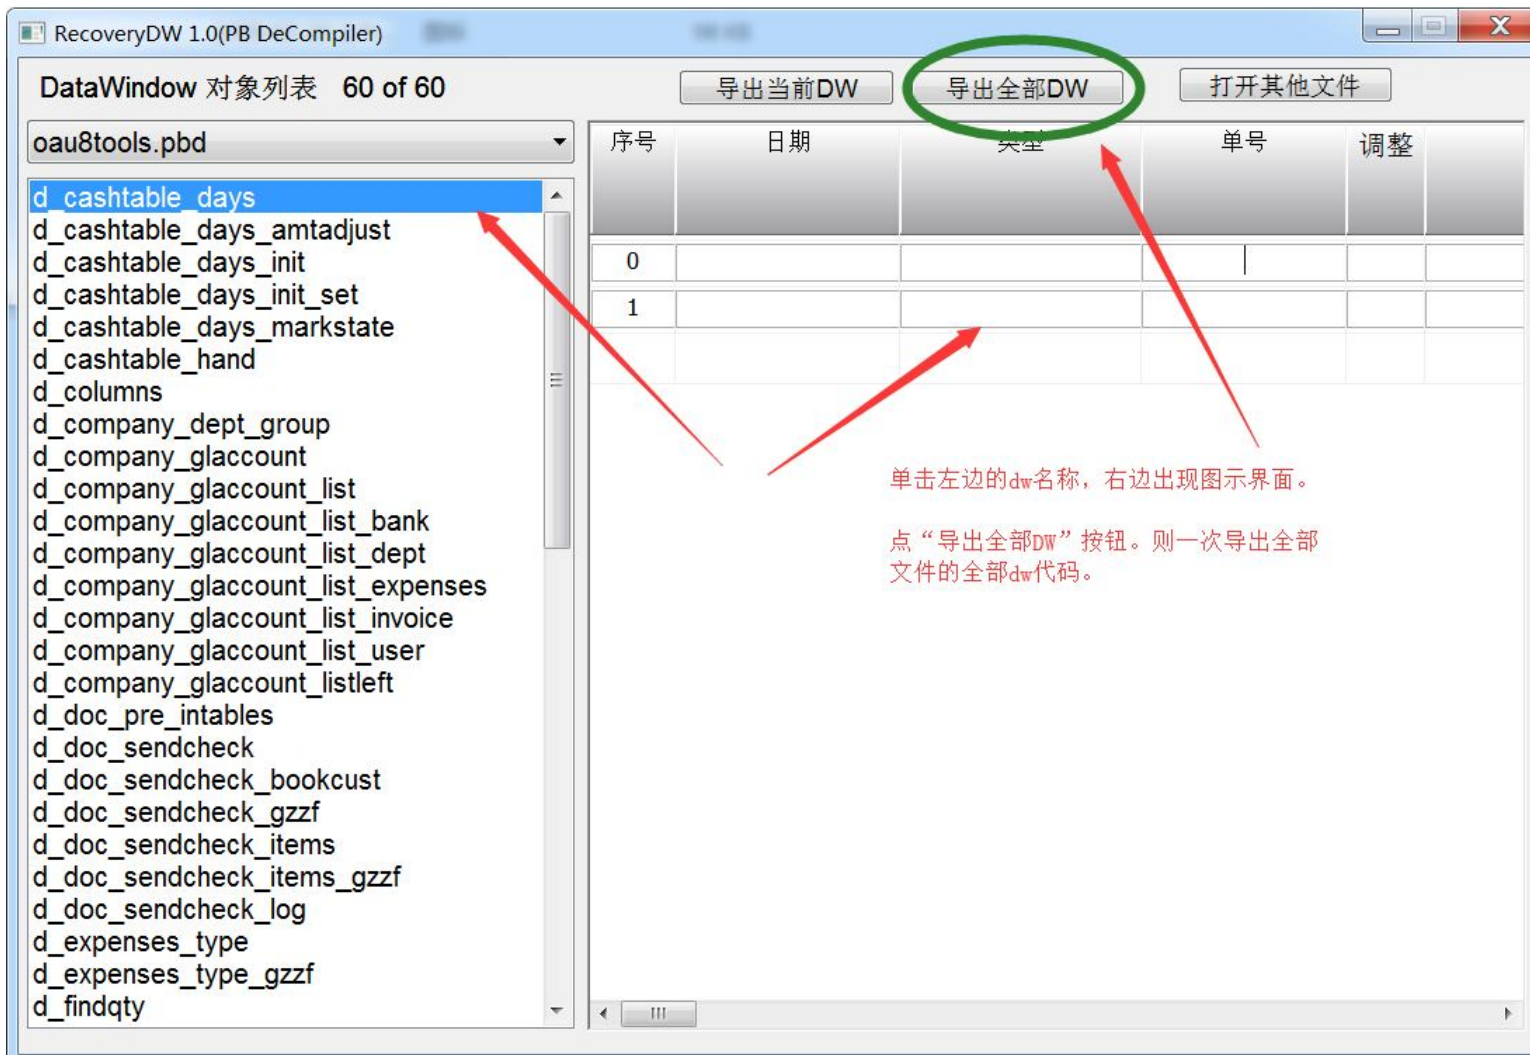 RecoveryDW 1.0(PB DeCompiler)
DataWindow 对象列表 60 of 60
导出当前DW
导出全部DW
打开其他文件
oau8tools.pbd
d_cashtable_days
d_cashtable_days_amtadjust
d_cashtable_days_init
d_cashtable_days_init_set
d_cashtable_days_markstate
d_cashtable_hand
d_columns
d_company_dept_group
d_company_glaccount
d_company_glaccount_list
d_company_glaccount_list_bank
d_company_glaccount_list_dept
d_company_glaccount_list_expenses
d_company_glaccount_list_invoice
d_company_glaccount_list_user
d_company_glaccount_listleft
d_doc_pre_intables
d_doc_sendcheck
d_doc_sendcheck_bookcust
d_doc_sendcheck_gzzf
d_doc_sendcheck_items
d_doc_sendcheck_items_gzzf
d_doc_sendcheck_log
d_expenses_type
d_expenses_type_gzzf
d_findqty
序号 日期 类型 单号 调整
0
1
单击左边的dw名称，右边出现图示界面。
点“导出全部DW”按钮。则一次导出全部
文件的全部dw代码。